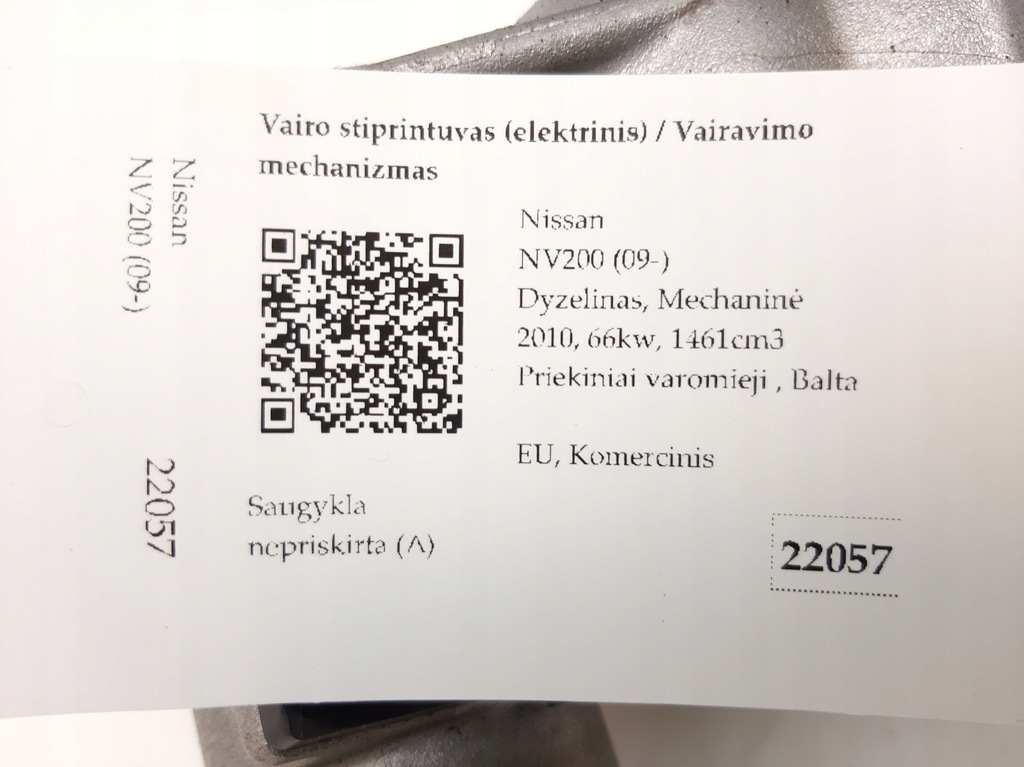 Vairo stiprintuvas (elektrinis) / Vairavimo
mechanizmas
Nissan
NV200 (09-)
Dyzelinas, Mechaninė
2010, 66kw, 1461cm3
Priekiniai varomieji , Balta
EU, Komercinis
Saugykla
nepriskirta (A)
22057
Nissan
NV200 (09-)
22057